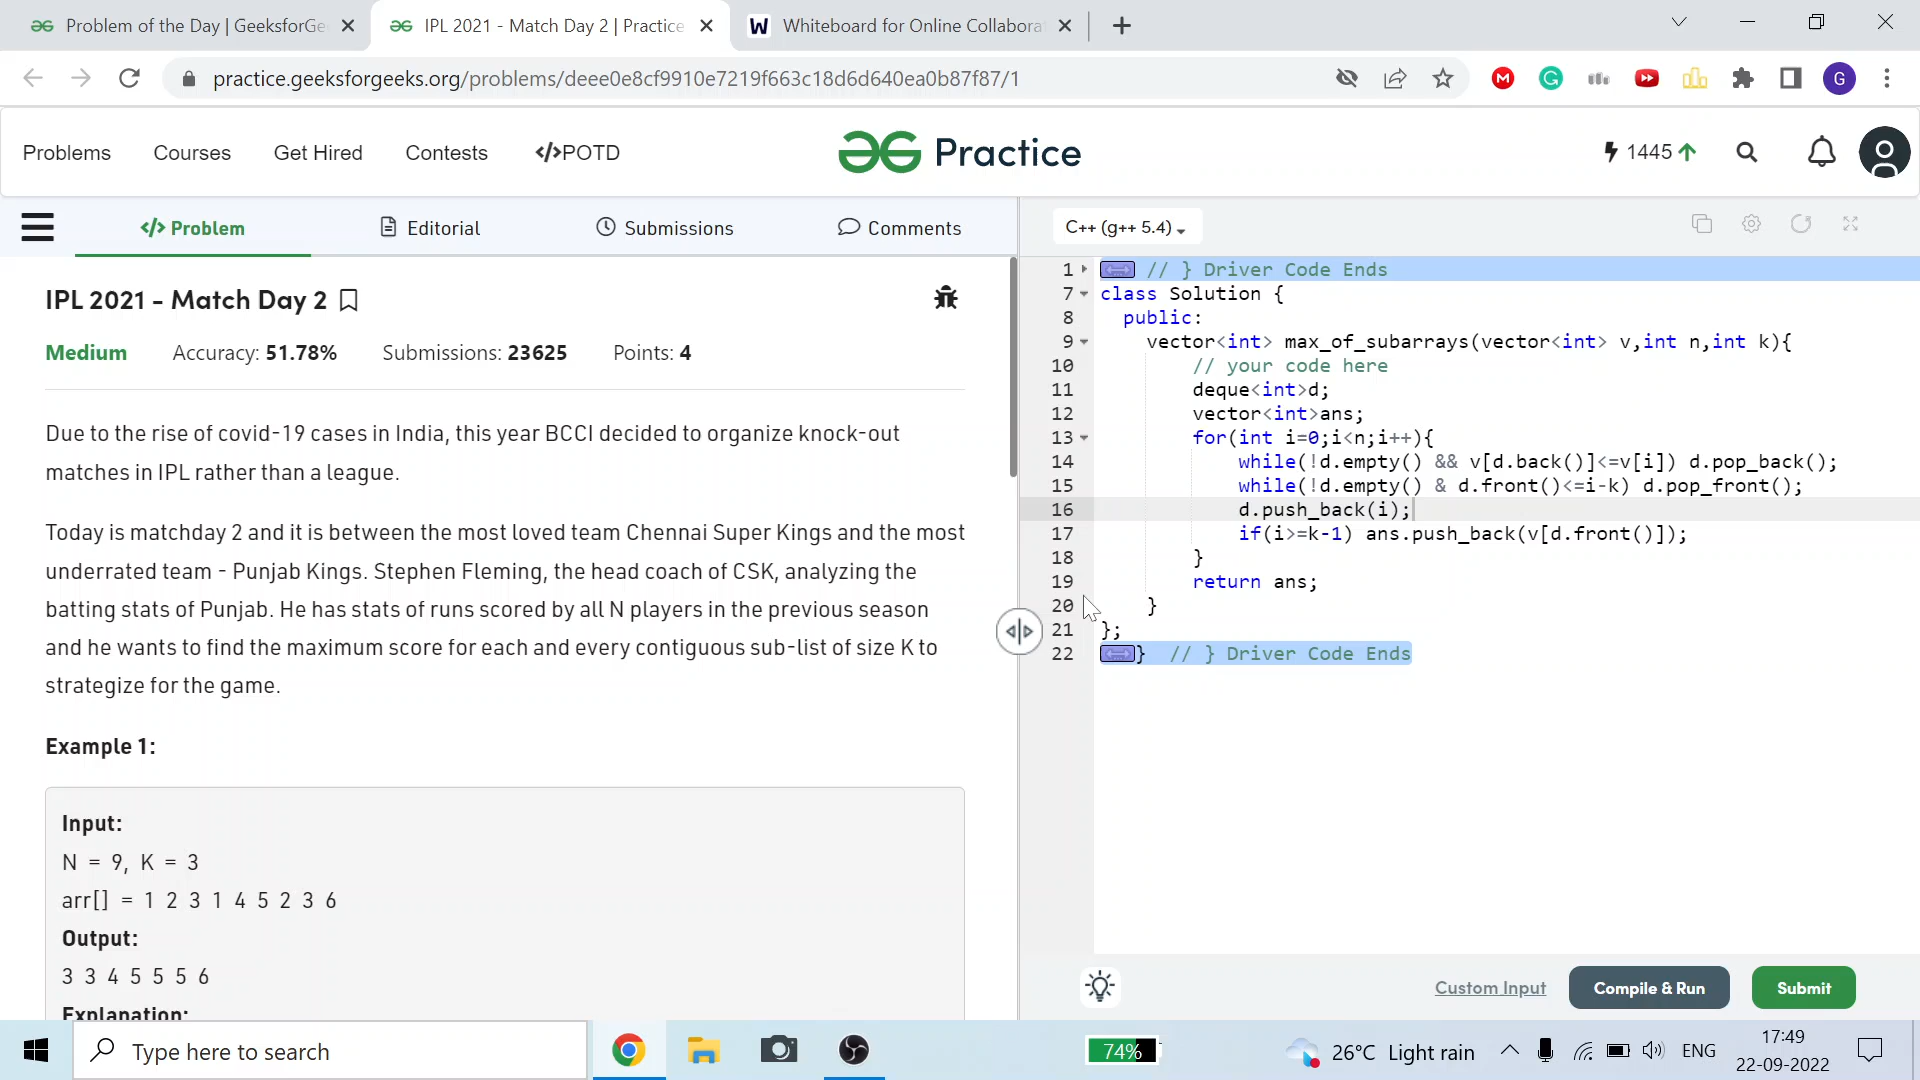 Problem of the Day | GeeksforGe
IPL 2021 - Match Day 2 | Practice
W Whiteboard for Online Collabora
practice.geeksforgeeks.org/problems/deee0e8cf9910e7219f663c18d6d640ea0b87f87/1
G
Problems Courses Get Hired Contests </>POTD
Practice
1445
</> Problem Editorial Submissions Comments
C++ (g++ 5.4)
IPL 2021 - Match Day 2
Medium Accuracy: 51.78% Submissions: 23625 Points: 4
Due to the rise of covid-19 cases in India, this year BCCI decided to organize knock-out
matches in IPL rather than a league.
Today is matchday 2 and it is between the most loved team Chennai Super Kings and the most
underrated team - Punjab Kings. Stephen Fleming, the head coach of CSK, analyzing the
batting stats of Punjab. He has stats of runs scored by all N players in the previous season
and he wants to find the maximum score for each and every contiguous sub-list of size K to
strategize for the game.
Example 1:
Input:
N = 9, K = 3
arr[] = 1 2 3 1 4 5 2 3 6
Output:
3 3 4 5 5 5 6
Explanation:
1 // } Driver Code Ends
7 class Solution {
8 public:
9 vector<int> max_of_subarrays(vector<int> v,int n,int k){
10 // your code here
11 deque<int>d;
12 vector<int>ans;
13 for(int i=0;i<n;i++){
14 while(!d.empty() && v[d.back()]<=v[i]) d.pop_back();
15 while(!d.empty() & d.front()<=i-k) d.pop_front();
16 d.push_back(i);
17 if(i>=k-1) ans.push_back(v[d.front()]);
18 }
19 return ans;
20 }
21 };
22 } // } Driver Code Ends
Custom Input Compile & Run Submit
Type here to search
74%
26°C Light rain
ENG
17:49
22-09-2022